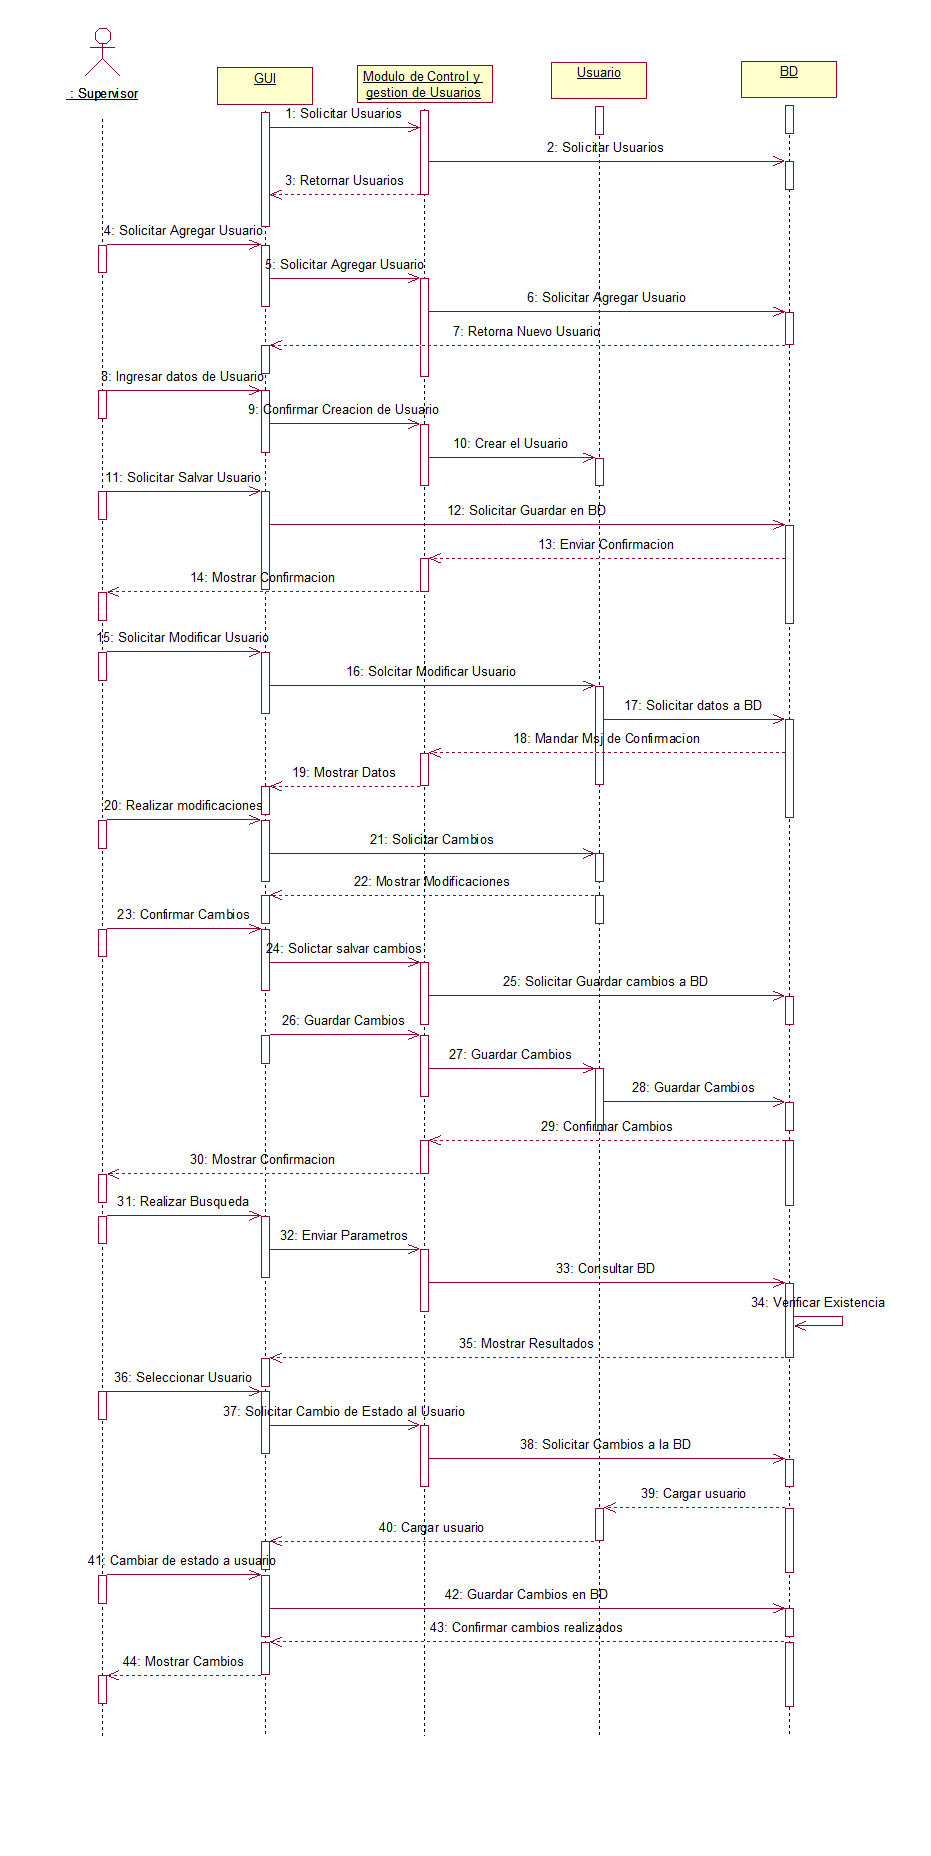 : Supervisor
GUI
Modulo de Control y
gestion de Usuarios
Usuario
BD
1: Solicitar Usuarios
2: Solicitar Usuarios
3: Retornar Usuarios
4: Solicitar Agregar Usuario
5: Solicitar Agregar Usuario
6: Solicitar Agregar Usuario
7: Retorna Nuevo Usuario
8: Ingresar datos de Usuario
9: Confirmar Creacion de Usuario
10: Crear el Usuario
11: Solicitar Salvar Usuario
12: Solicitar Guardar en BD
13: Enviar Confirmacion
14: Mostrar Confirmacion
15: Solicitar Modificar Usuario
16: Solcitar Modificar Usuario
17: Solicitar datos a BD
18: Mandar Msj de Confirmacion
19: Mostrar Datos
20: Realizar modificaciones
21: Solicitar Cambios
22: Mostrar Modificaciones
23: Confirmar Cambios
24: Solictar salvar cambios
25: Solicitar Guardar cambios a BD
26: Guardar Cambios
27: Guardar Cambios
28: Guardar Cambios
29: Confirmar Cambios
30: Mostrar Confirmacion
31: Realizar Busqueda
32: Enviar Parametros
33: Consultar BD
34: Verificar Existencia
35: Mostrar Resultados
36: Seleccionar Usuario
37: Solicitar Cambio de Estado al Usuario
38: Solicitar Cambios a la BD
39: Cargar usuario
40: Cargar usuario
41: Cambiar de estado a usuario
42: Guardar Cambios en BD
43: Confirmar cambios realizados
44: Mostrar Cambios